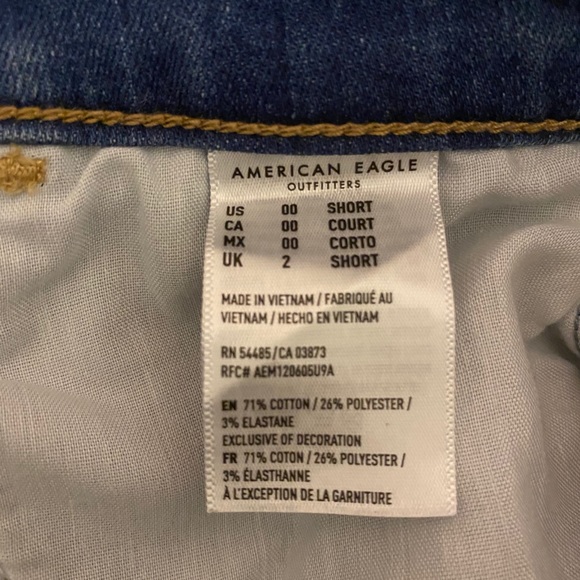 AMERICAN EAGLE
OUTFITTERS
US 00 SHORT
CA 00 COURT
MX 00 CORTO
UK 2 SHORT
MADE IN VIETNAM / FABRIQUÉ AU
VIETNAM / HECHO EN VIETNAM
RN 54485/CA 03873
RFC# AEM120605U9A
EN 71% COTTON / 26% POLYESTER /
3% ELASTANE
EXCLUSIVE OF DECORATION
FR 71% COTON / 26% POLYESTER /
3% ÉLASTHANNE
À L'EXCEPTION DE LA GARNITURE